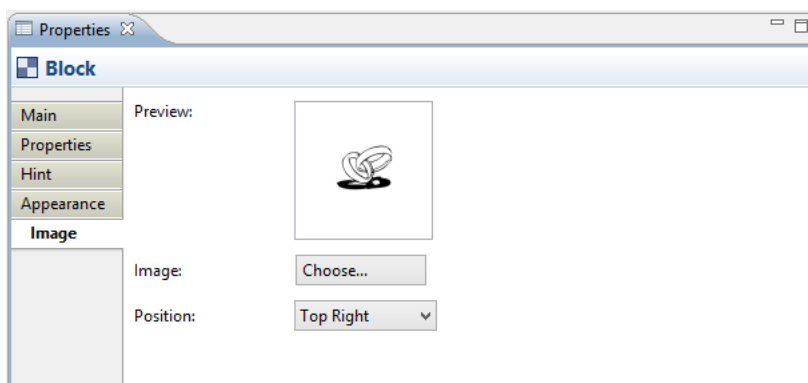 Properties
Block
Main
Properties
Hint
Appearance
Image
Preview:
Image:
Choose...
Position:
Top Right